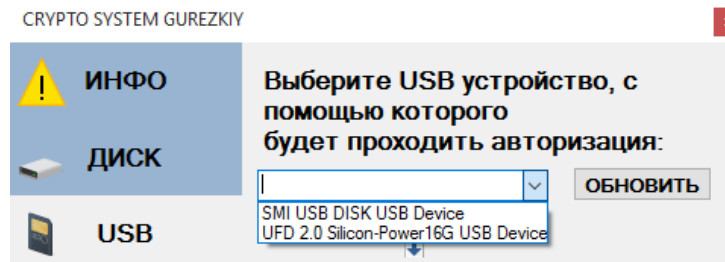 CRYPTO SYSTEM GUREZKIY
ИНФО
ДИСК
USB
Выберите USB устройство, с
помощью которого
будет проходить авторизация:
ОБНОВИТЬ
SMI USB DISK USB Device
UFD 2.0 Silicon-Power16G USB Device